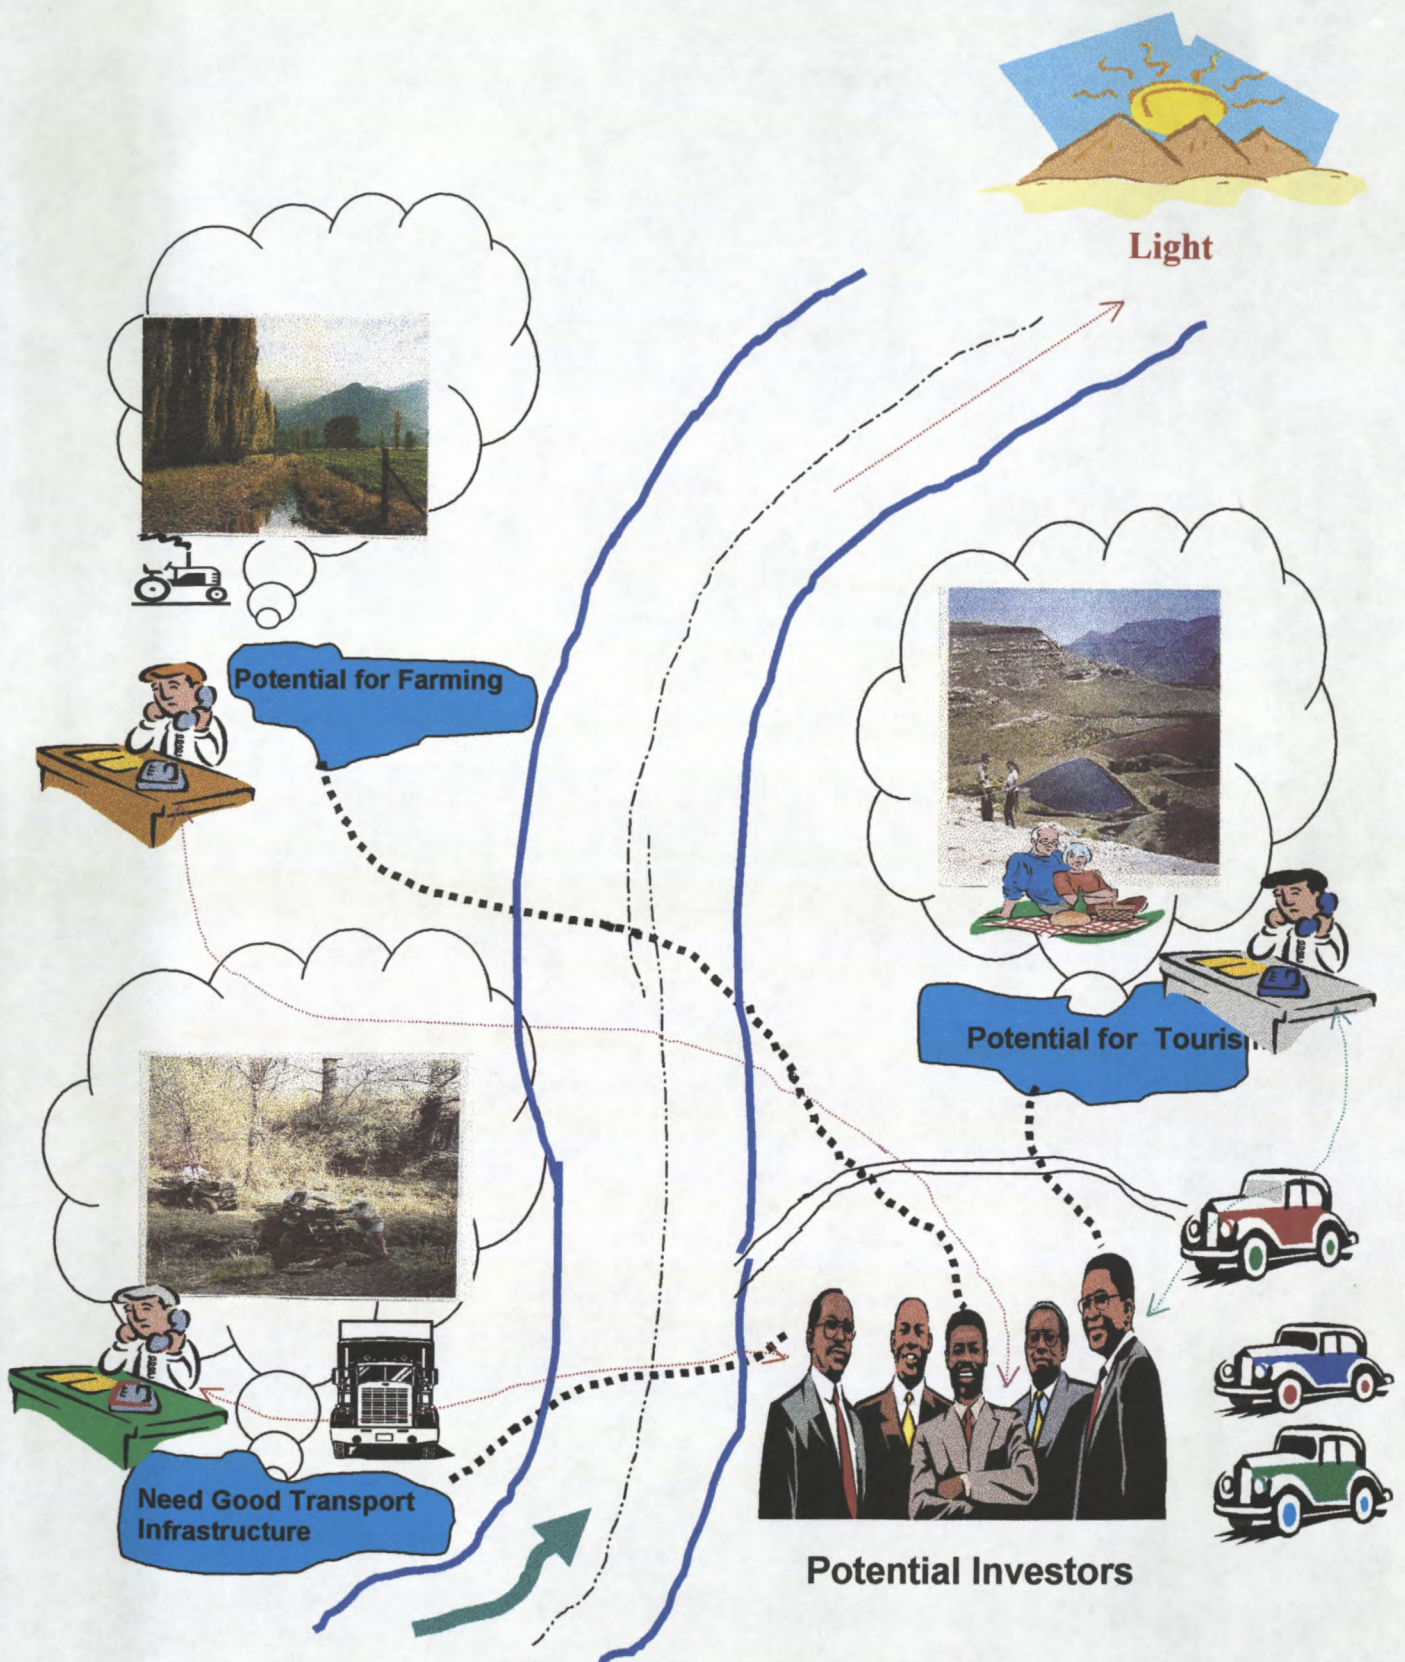 Light
Potential for Farming
Potential for Touris
Need Good Transport
Infrastructure
Potential Investors